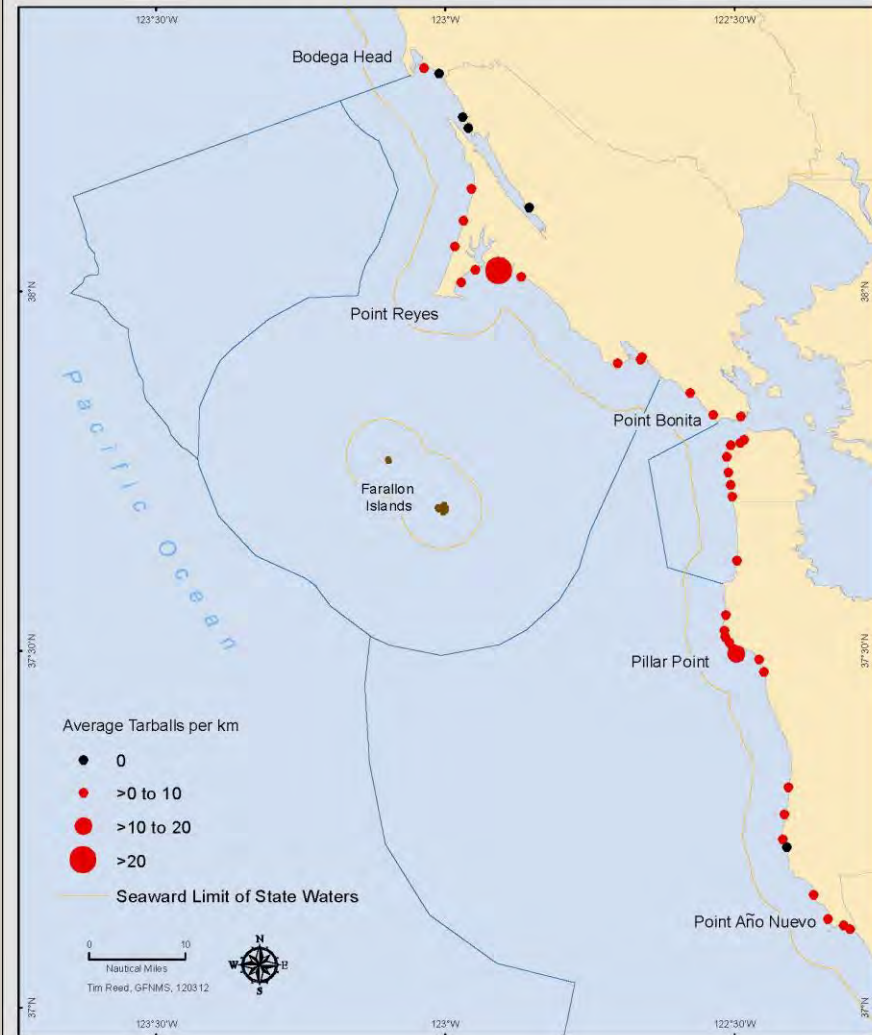 123°30'W
123°W
122°30'W
Bodega Head
38°N
38°N
Point Reyes
Point Bonita
Pacific Ocean
Farallon
Islands
37°30'N
37°30'N
Pillar Point
Average Tarballs per km
0
>0 to 10
>10 to 20
>20
Seaward Limit of State Waters
Point Año Nuevo
0
10
Nautical Miles
N
W
E
S
Tim Reed, GFNMS, 120312
37°N
37°N
123°30'W
123°W
122°30'W